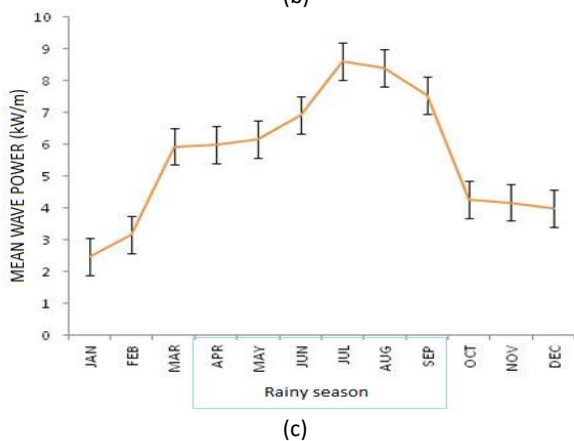 (b)
10
9
8
7
6
5
4
3
2
1
0
MEAN WAVE POWER (kW/m)
JAN FEB MAR APR MAY JUN JUL AUG SEP OCT NOV DEC
Rainy season
(c)